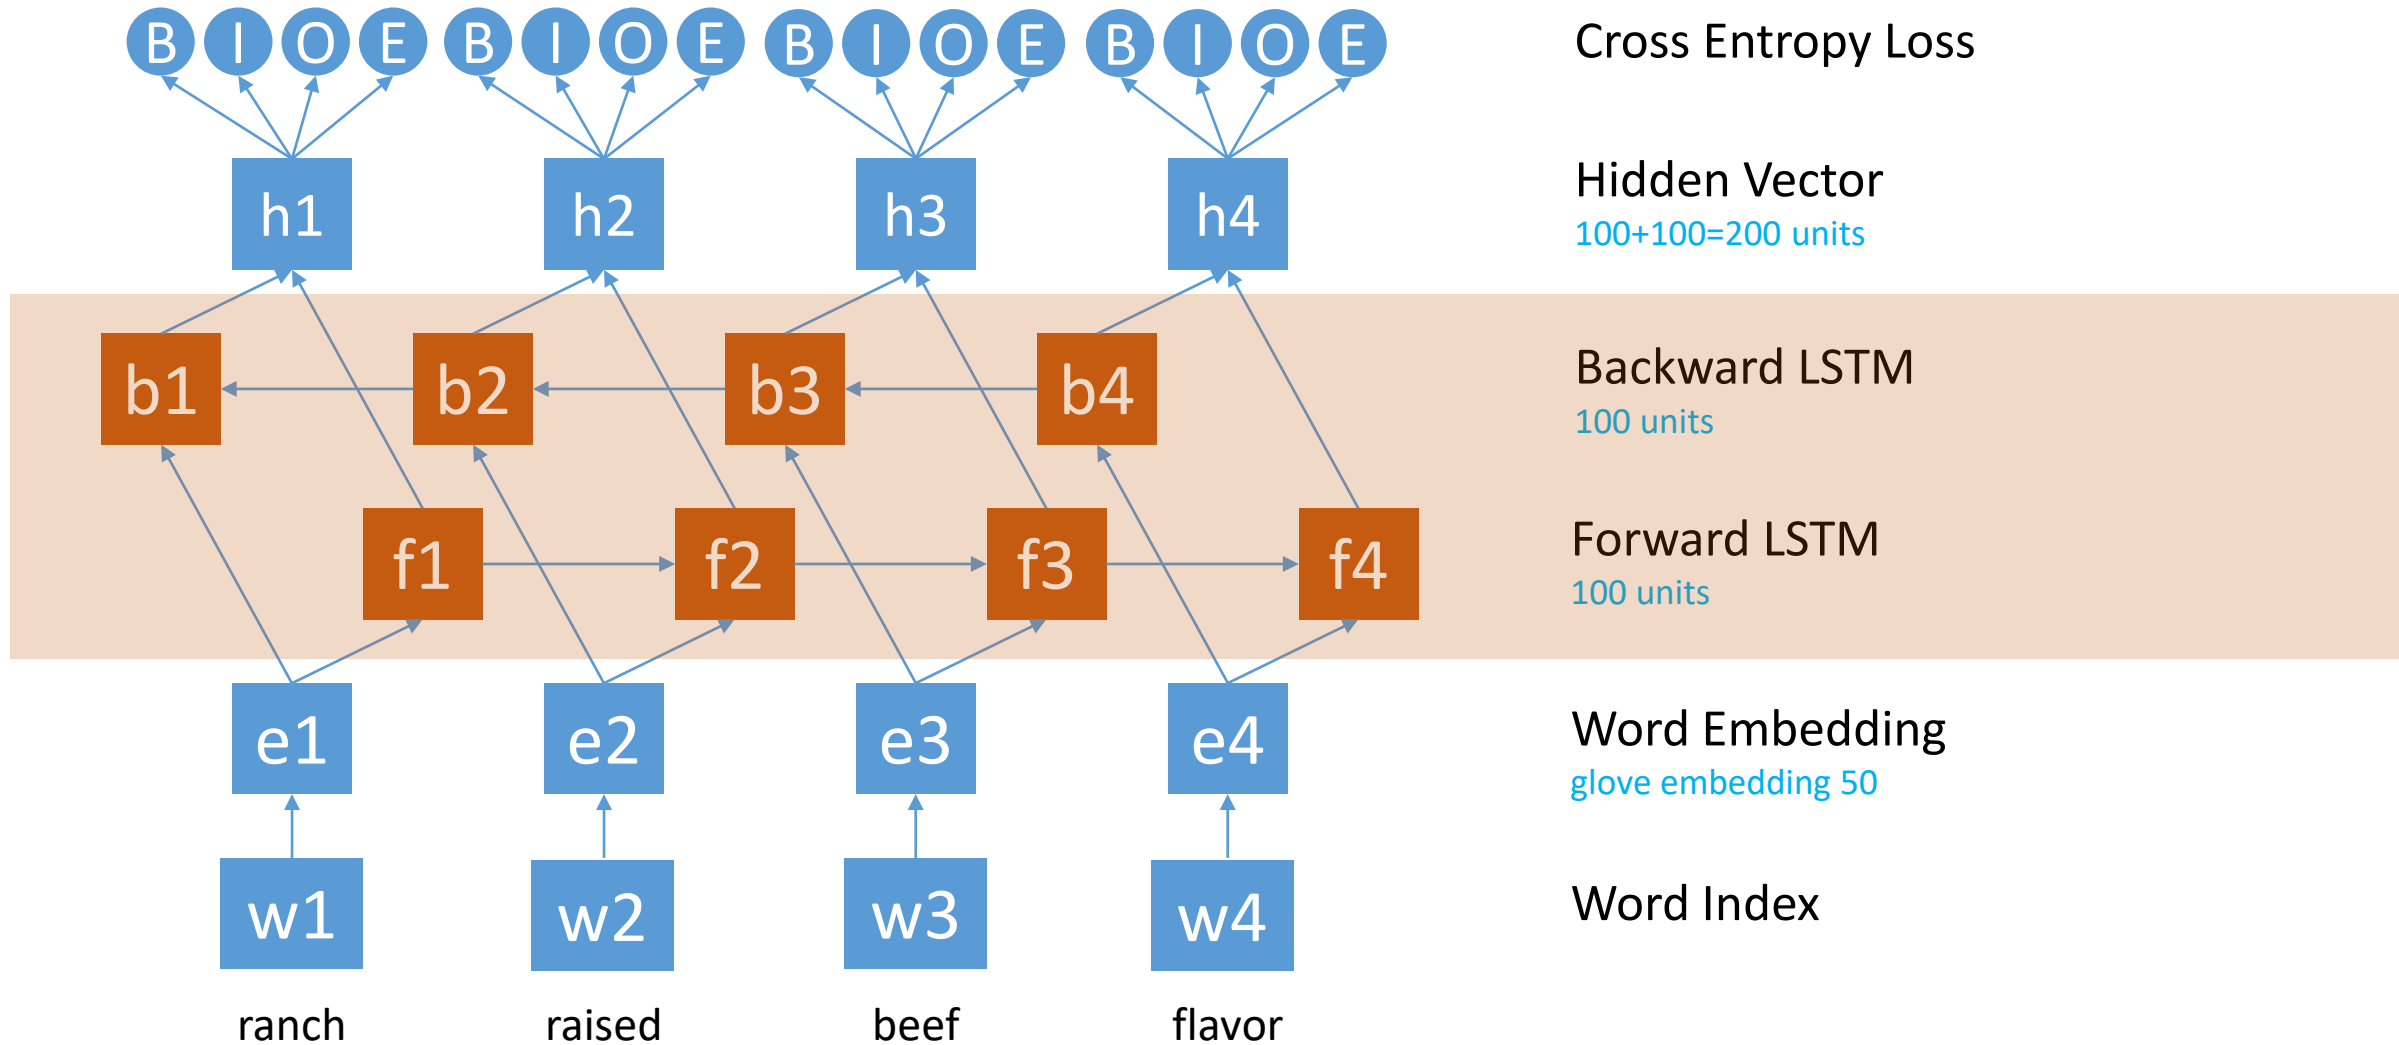 B I O E B I O E B I O E B I O E Cross Entropy Loss
h1 h2 h3 h4 Hidden Vector
100+100=200 units
b1 b2 b3 b4 Backward LSTM
100 units
f1 f2 f3 f4 Forward LSTM
100 units
e1 e2 e3 e4 Word Embedding
glove embedding 50
w1 w2 w3 w4 Word Index
ranch raised beef flavor